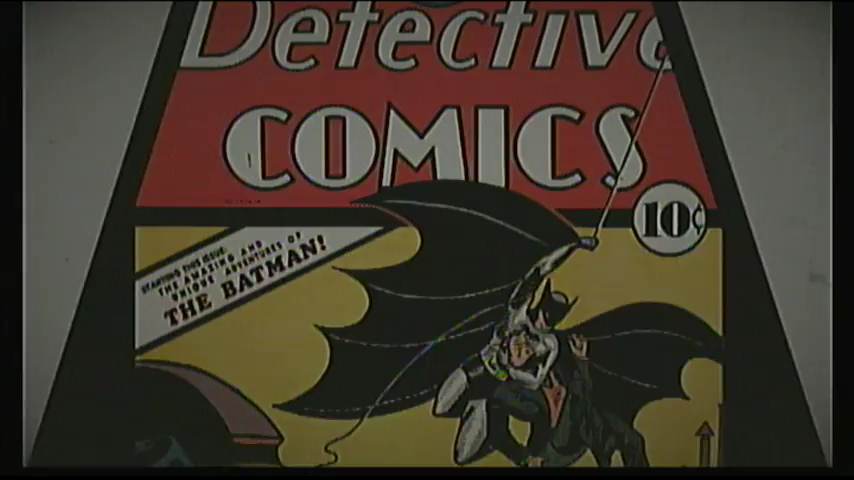 Detective
COMICS
10¢
STARTING THIS ISSUE:
THE AMAZING AND
UNIQUE ADVENTURES OF
THE BATMAN!